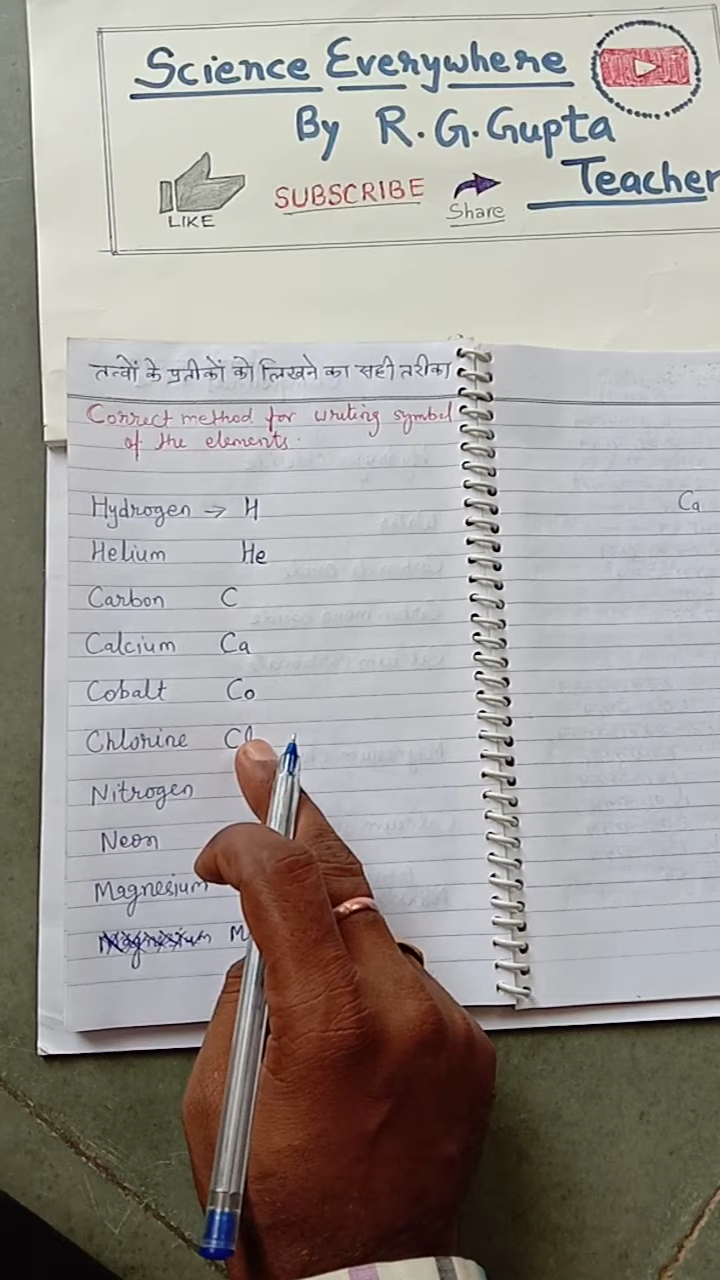 Science Everywhere
By R.G.Gupta
Teacher
LIKE
SUBSCRIBE
Share
तत्वों के प्रतीकों को लिखने का सही तरीका
Correct method for writing symbol
of the elements.
Hydrogen → H
Helium He
Carbon C
Calcium Ca
Cobalt Co
Chlorine Cl
Nitrogen
Neon
Magnesium
M
Ca